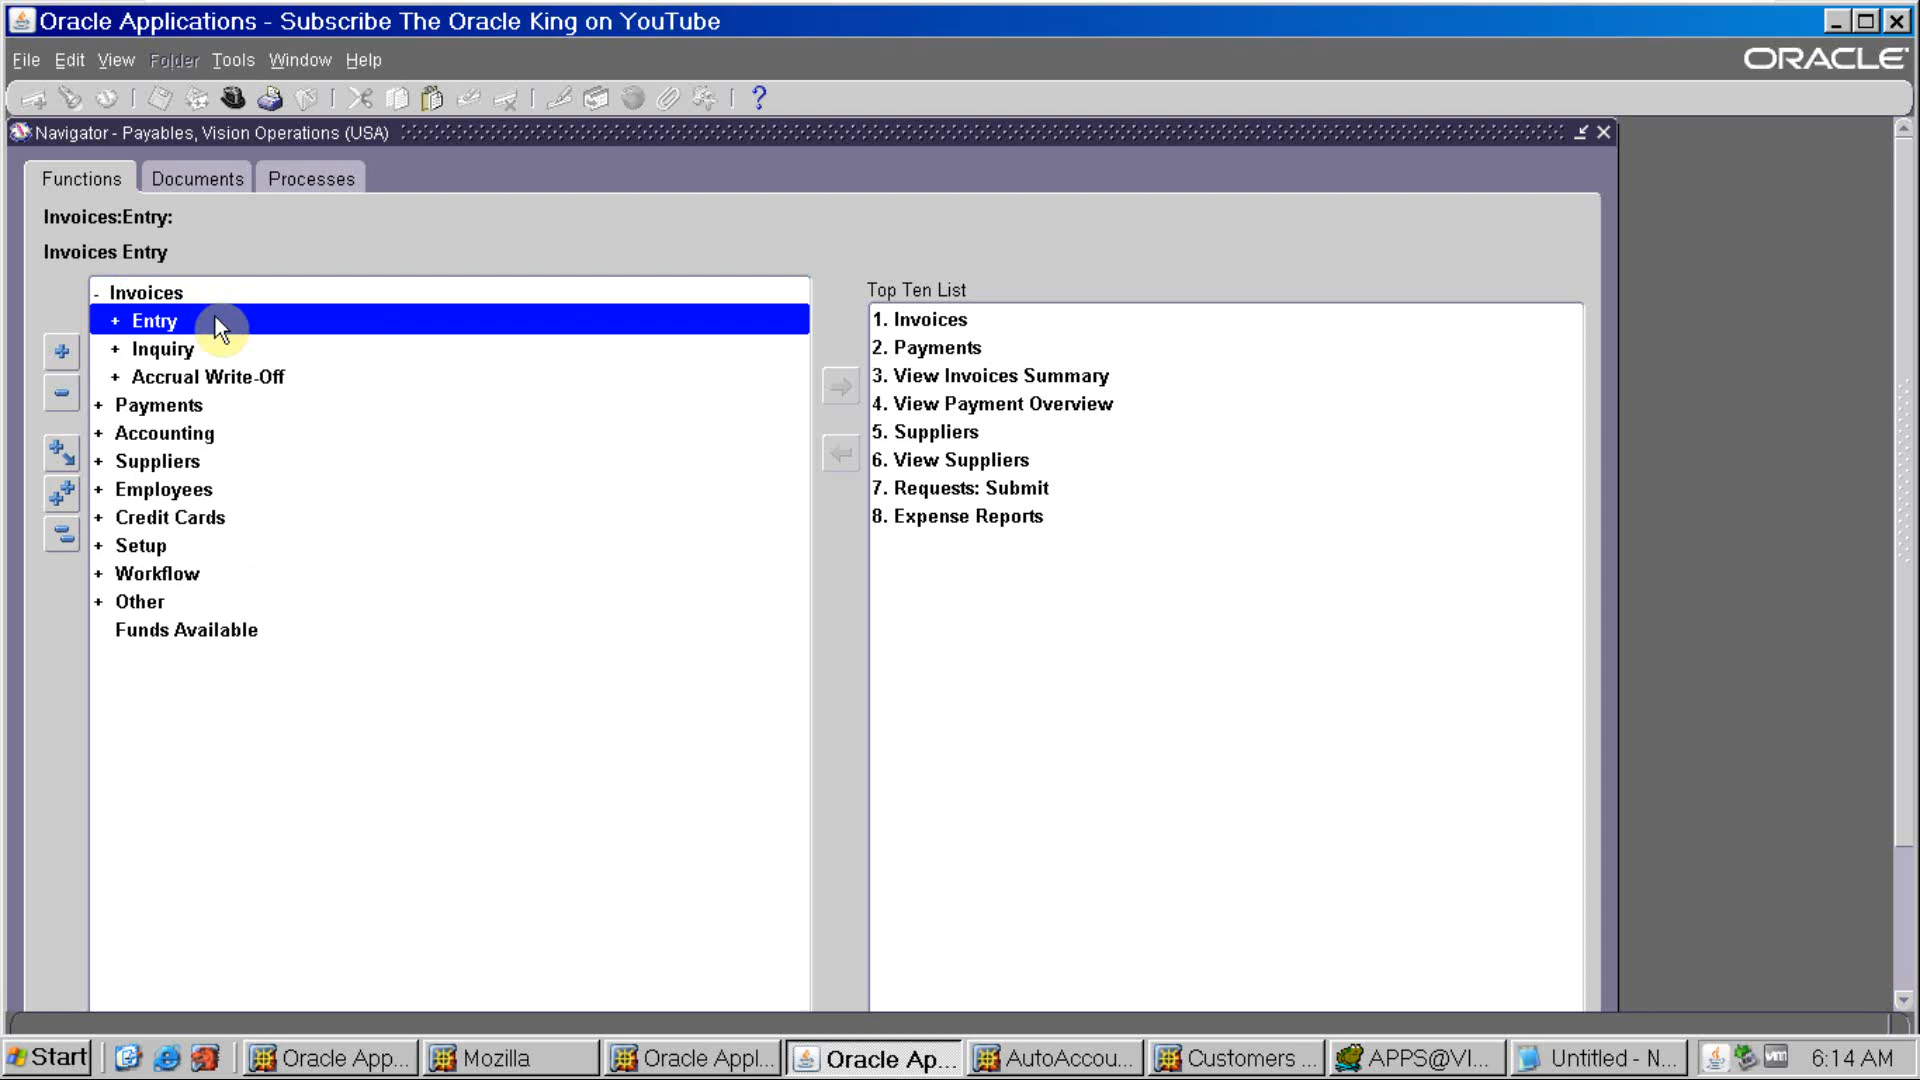 Oracle Applications - Subscribe The Oracle King on YouTube
File Edit View Folder Tools Window Help
ORACLE
Navigator - Payables, Vision Operations (USA)
Functions Documents Processes
Invoices:Entry:
Invoices Entry
- Invoices
+ Entry
+ Inquiry
+ Accrual Write-Off
+ Payments
+ Accounting
+ Suppliers
+ Employees
+ Credit Cards
+ Setup
+ Workflow
+ Other
Funds Available
Top Ten List
1. Invoices
2. Payments
3. View Invoices Summary
4. View Payment Overview
5. Suppliers
6. View Suppliers
7. Requests: Submit
8. Expense Reports
Start Oracle App... Mozilla Oracle Appl... Oracle Ap... AutoAccou... Customers ... APPS@VI... Untitled - N... vm 6:14 AM